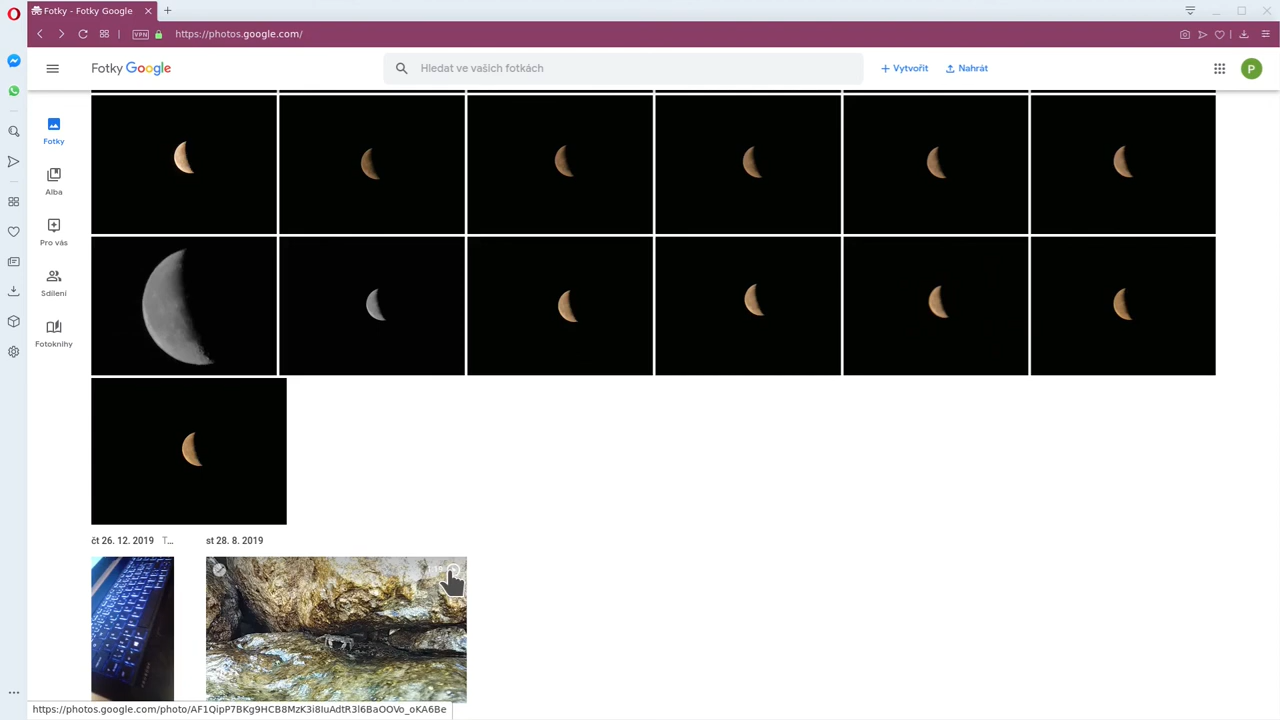 Fotky - Fotky Google
VPN
https://photos.google.com/
Fotky Google
Hledat ve vašich fotkách
Vytvořit
Nahrát
P
Fotky
Alba
Pro vás
Sdílení
Fotoknihy
čt 26. 12. 2019 T...
st 28. 8. 2019
https://photos.google.com/photo/AF1QipP7BKg9HCB8MzK3i8IuAdtR3l6BaOOVo_oKA6Be